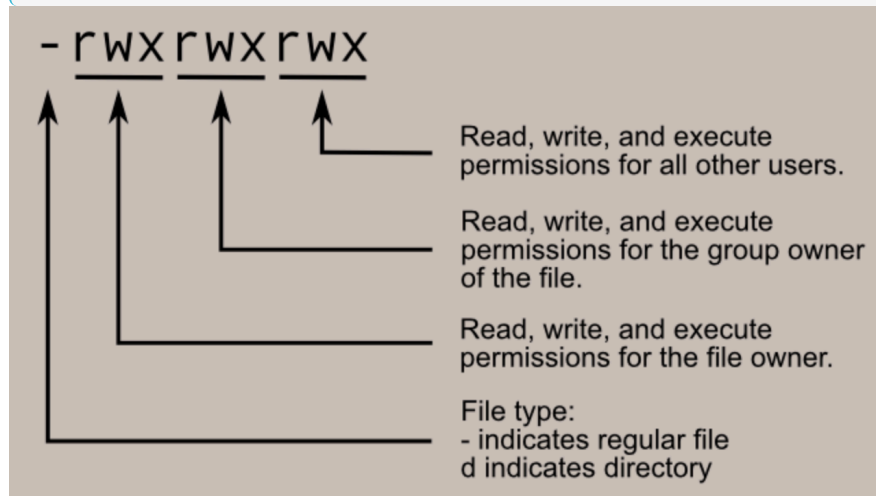 -rwxrwxrwx
Read, write, and execute
permissions for all other users.
Read, write, and execute
permissions for the group owner
of the file.
Read, write, and execute
permissions for the file owner.
File type:
- indicates regular file
d indicates directory